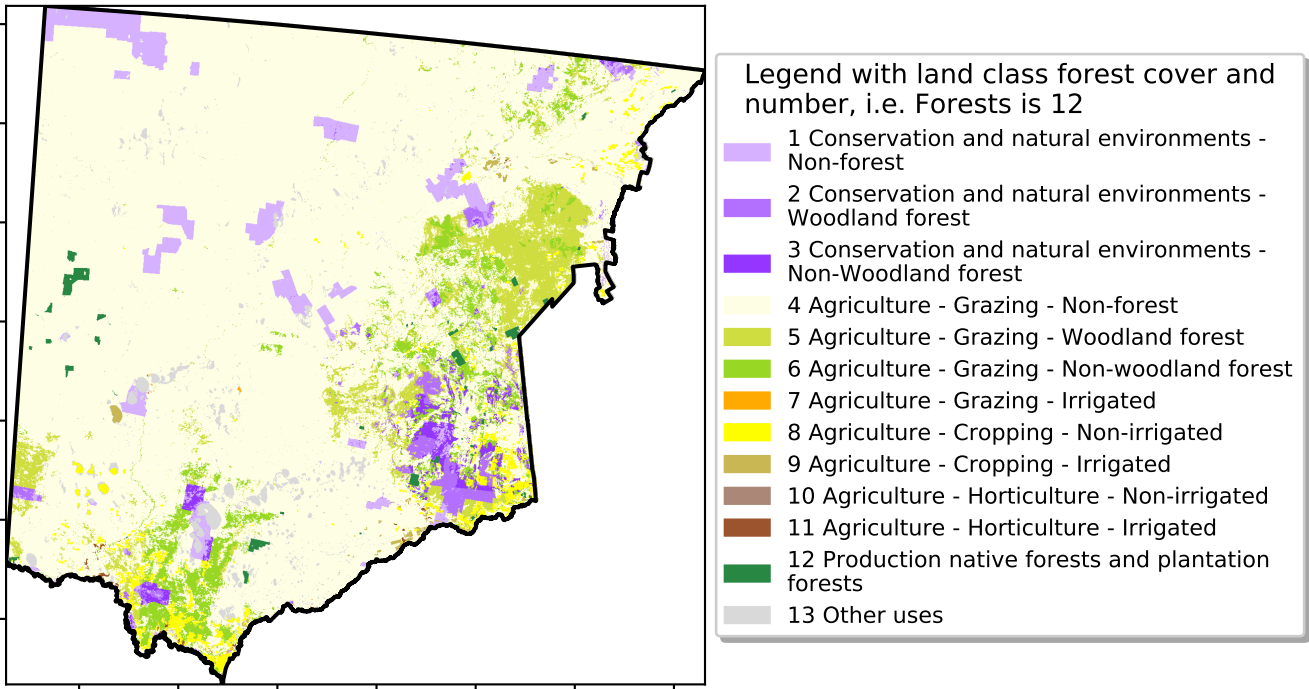 Legend with land class forest cover and
number, i.e. Forests is 12
1 Conservation and natural environments -
Non-forest
2 Conservation and natural environments -
Woodland forest
3 Conservation and natural environments -
Non-Woodland forest
4 Agriculture - Grazing - Non-forest
5 Agriculture - Grazing - Woodland forest
6 Agriculture - Grazing - Non-woodland forest
7 Agriculture - Grazing - Irrigated
8 Agriculture - Cropping - Non-irrigated
9 Agriculture - Cropping - Irrigated
10 Agriculture - Horticulture - Non-irrigated
11 Agriculture - Horticulture - Irrigated
12 Production native forests and plantation
forests
13 Other uses